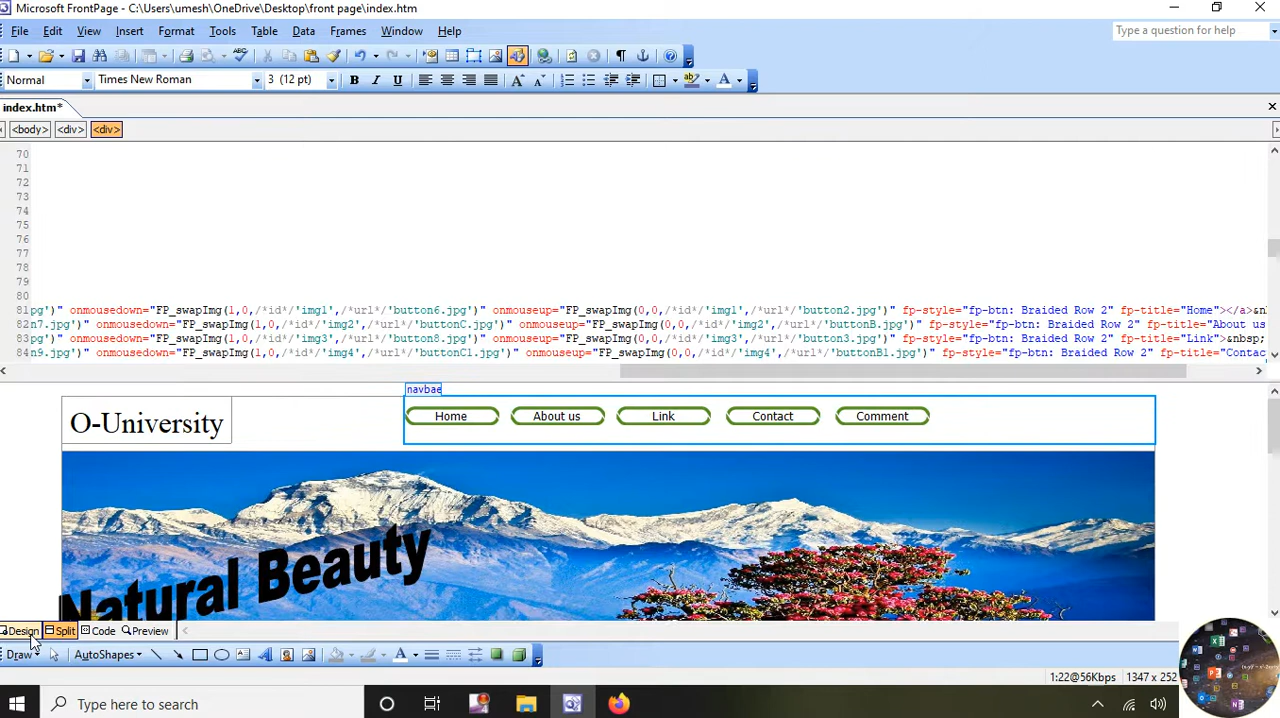 Microsoft FrontPage - C:\Users\umesh\OneDrive\Desktop\front page\index.htm
File Edit View Insert Format Tools Table Data Frames Window Help
Type a question for help
Normal Times New Roman 3 (12 pt) B I U A A A
index.htm*
<body> <div> <div>
70
71
72
73
74
75
76
77
78
79
80
81 pg')" onmousedown="FP_swapImg(1,0,/*id*/'img1',/*url*/'button6.jpg')" onmouseup="FP_swapImg(0,0,/*id*/'img1',/*url*/'button2.jpg')" fp-style="fp-btn: Braided Row 2" fp-title="Home"></a>&n
82 n7.jpg')" onmousedown="FP_swapImg(1,0,/*id*/'img2',/*url*/'buttonC.jpg')" onmouseup="FP_swapImg(0,0,/*id*/'img2',/*url*/'buttonB.jpg')" fp-style="fp-btn: Braided Row 2" fp-title="About us
83 pg')" onmousedown="FP_swapImg(1,0,/*id*/'img3',/*url*/'button8.jpg')" onmouseup="FP_swapImg(0,0,/*id*/'img3',/*url*/'button3.jpg')" fp-style="fp-btn: Braided Row 2" fp-title="Link">&nbsp;
84 n9.jpg')" onmousedown="FP_swapImg(1,0,/*id*/'img4',/*url*/'buttonC1.jpg')" onmouseup="FP_swapImg(0,0,/*id*/'img4',/*url*/'buttonB1.jpg')" fp-style="fp-btn: Braided Row 2" fp-title="Contac
navbae
O-University Home About us Link Contact Comment
Natural Beauty
Design Split Code Preview
Draw AutoShapes A
1:22@56Kbps 1347 x 252
Type here to search